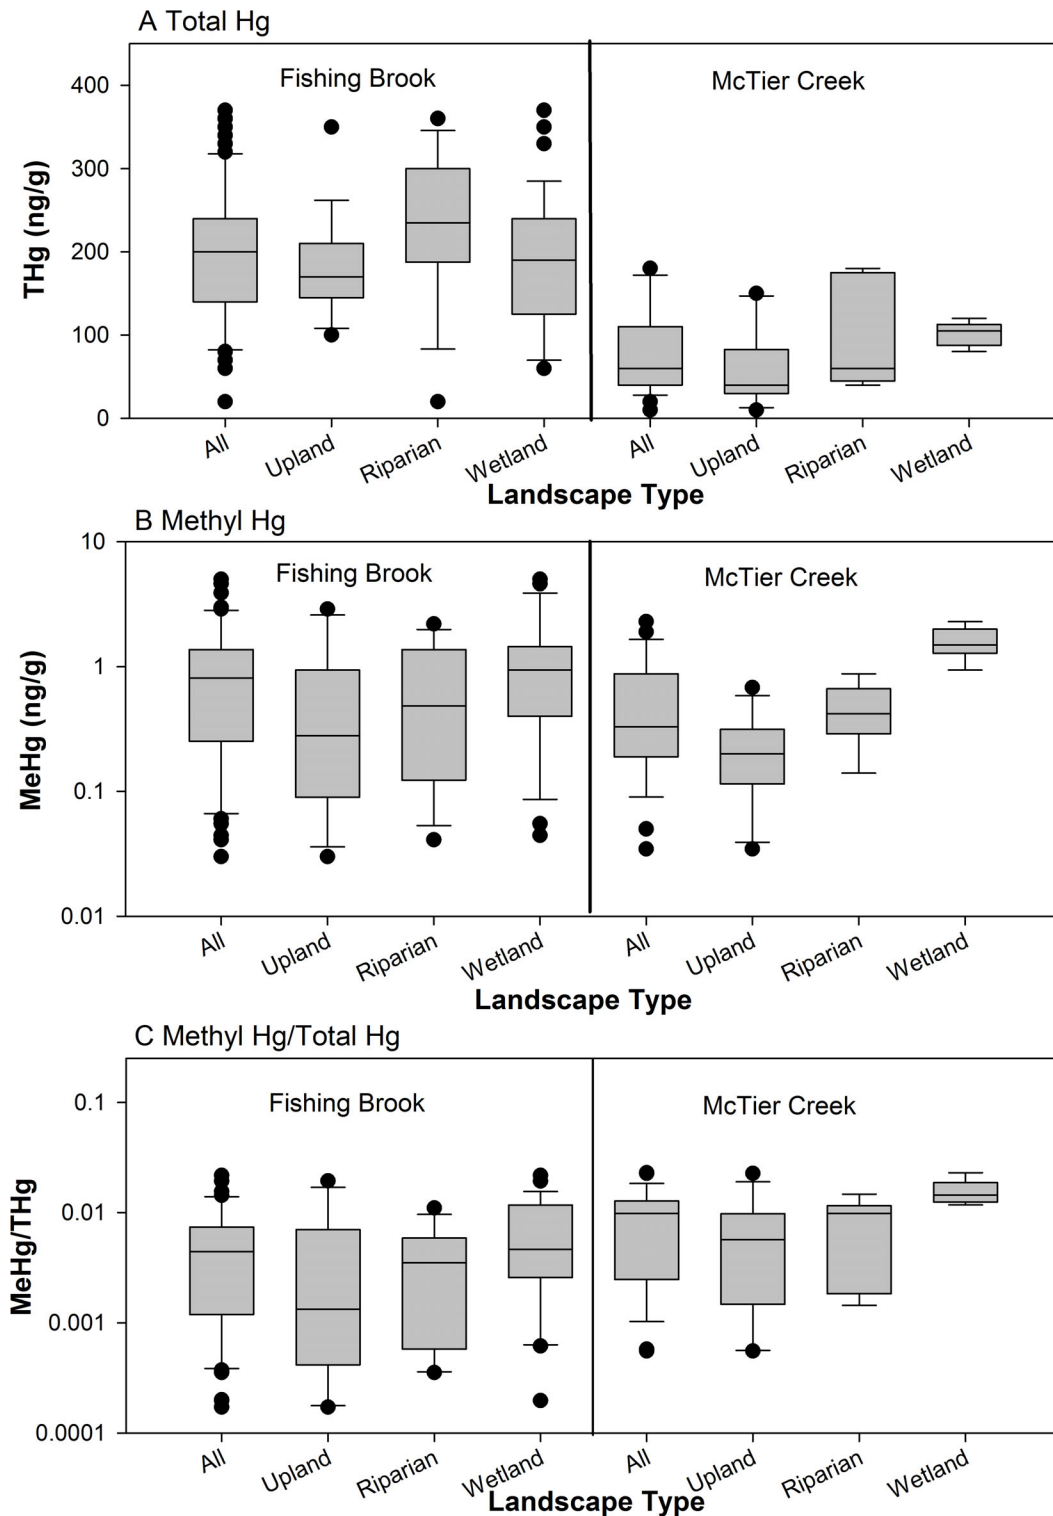 A Total Hg
Fishing Brook
McTier Creek
THg (ng/g)
400
300
200
100
0
All
Upland
Riparian
Wetland
All
Upland
Riparian
Wetland
Landscape Type
B Methyl Hg
Fishing Brook
McTier Creek
MeHg (ng/g)
10
1
0.1
0.01
All
Upland
Riparian
Wetland
All
Upland
Riparian
Wetland
Landscape Type
C Methyl Hg/Total Hg
Fishing Brook
McTier Creek
MeHg/THg
0.1
0.01
0.001
0.0001
All
Upland
Riparian
Wetland
All
Upland
Riparian
Wetland
Landscape Type